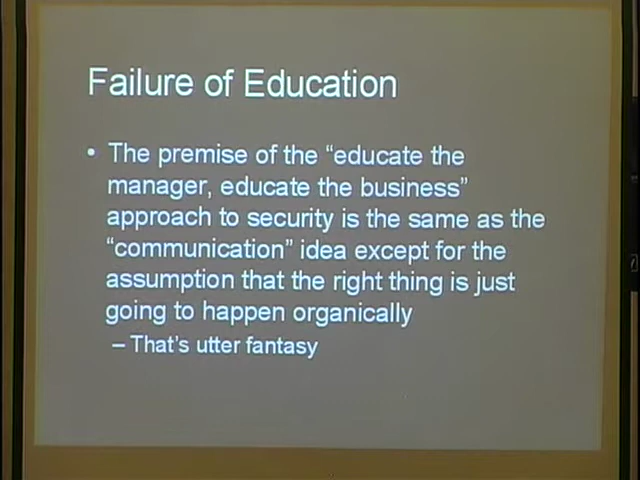 Failure of Education
• The premise of the “educate the
manager, educate the business”
approach to security is the same as the
“communication” idea except for the
assumption that the right thing is just
going to happen organically
– That’s utter fantasy